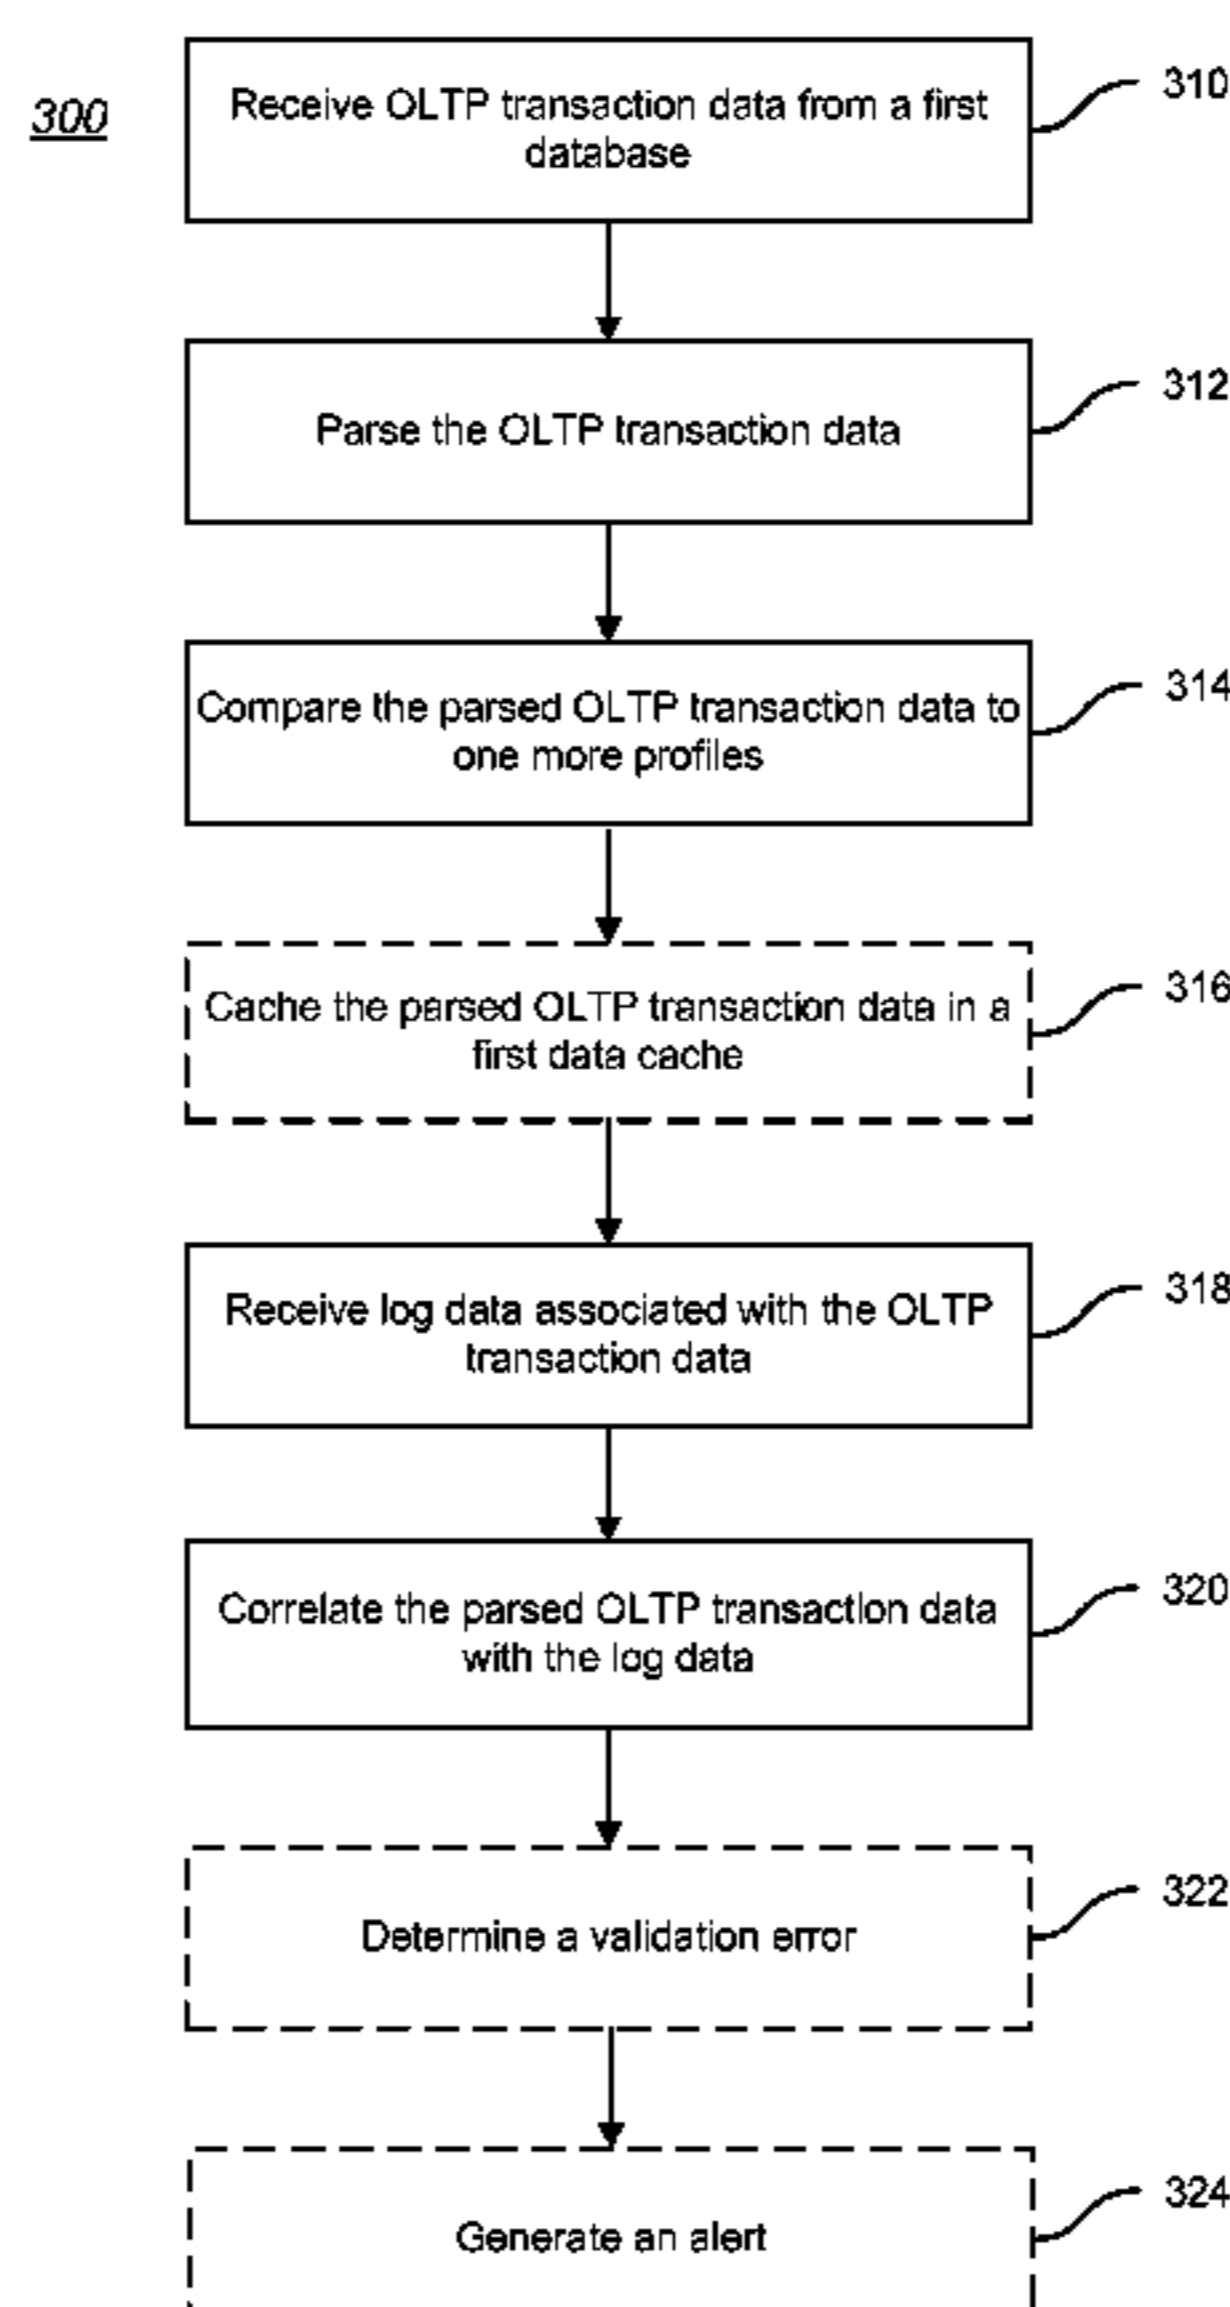 300
Receive OLTP transaction data from a first
database
310
Parse the OLTP transaction data
312
Compare the parsed OLTP transaction data to
one more profiles
314
Cache the parsed OLTP transaction data in a
first data cache
316
Receive log data associated with the OLTP
transaction data
318
Correlate the parsed OLTP transaction data
with the log data
320
Determine a validation error
322
Generate an alert
324